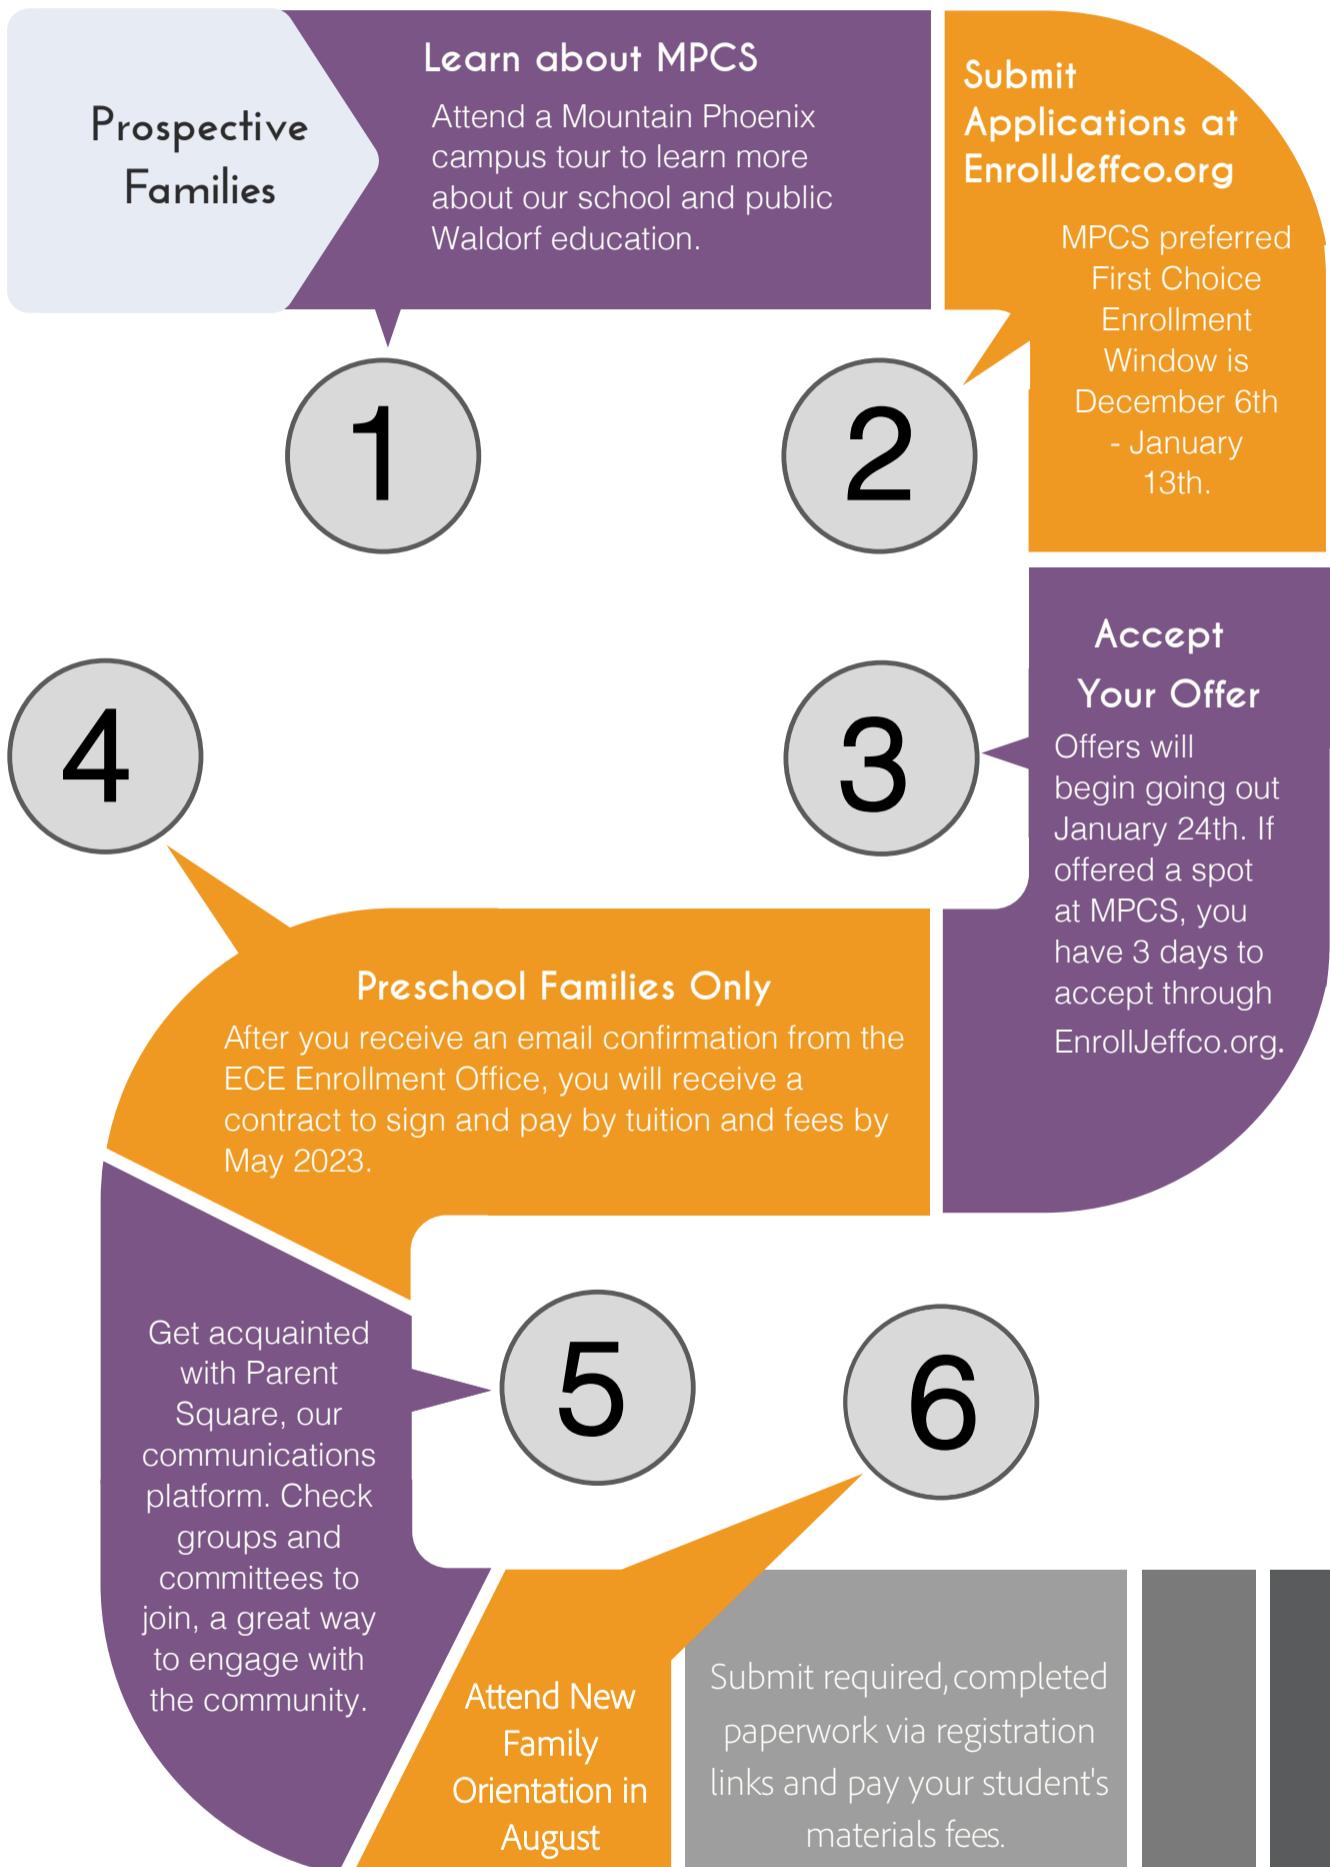 Prospective
Families
Learn about MPCS
Attend a Mountain Phoenix
campus tour to learn more
about our school and public
Waldorf education.
1
Submit
Applications at
EnrollJeffco.org
MPCS preferred
First Choice
Enrollment
Window is
December 6th
- January
13th.
2
Accept
Your Offer
Offers will
begin going out
January 24th. If
offered a spot
at MPCS, you
have 3 days to
accept through
EnrollJeffco.org.
3
4
Preschool Families Only
After you receive an email confirmation from the
ECE Enrollment Office, you will receive a
contract to sign and pay by tuition and fees by
May 2023.
Get acquainted
with Parent
Square, our
communications
platform. Check
groups and
committees to
join, a great way
to engage with
the community.
5
6
Attend New
Family
Orientation in
August
Submit required, completed
paperwork via registration
links and pay your student's
materials fees.